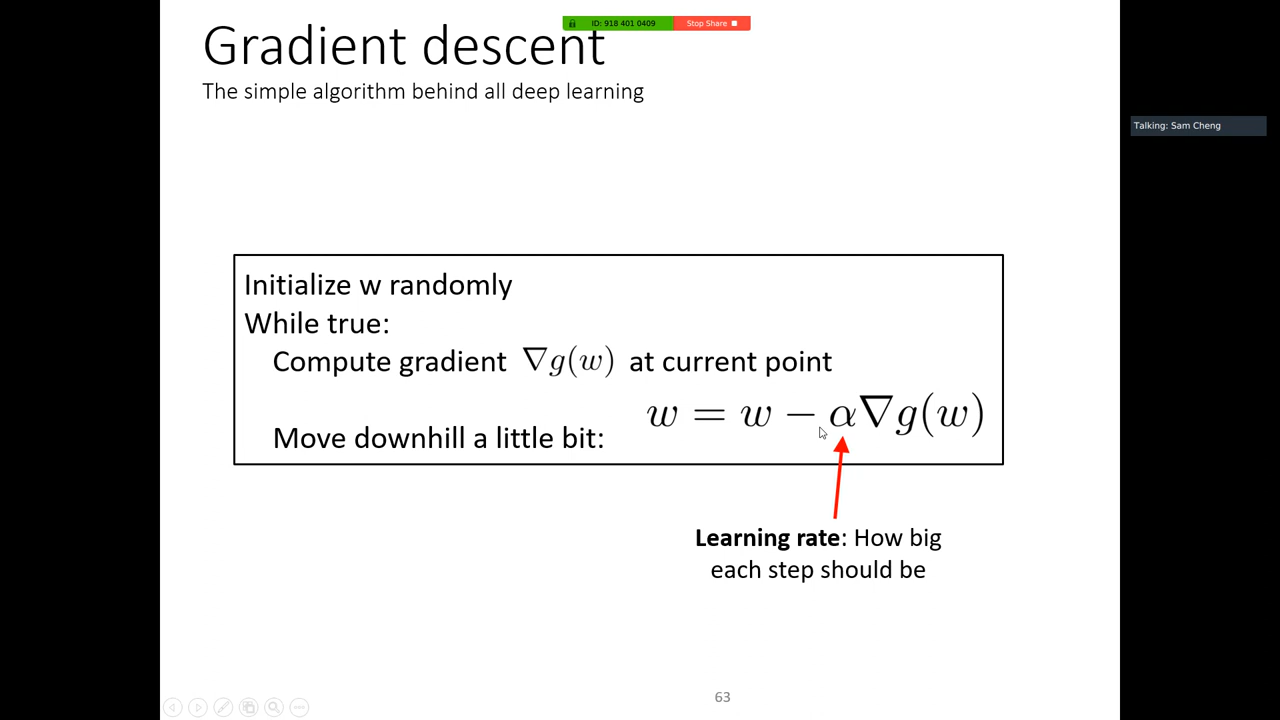 ID: 918 401 0409 Stop Share
Gradient descent
The simple algorithm behind all deep learning
Talking: Sam Cheng
Initialize w randomly
While true:
Compute gradient ∇g(w) at current point
Move downhill a little bit: w = w − α∇g(w)
Learning rate: How big
each step should be
63